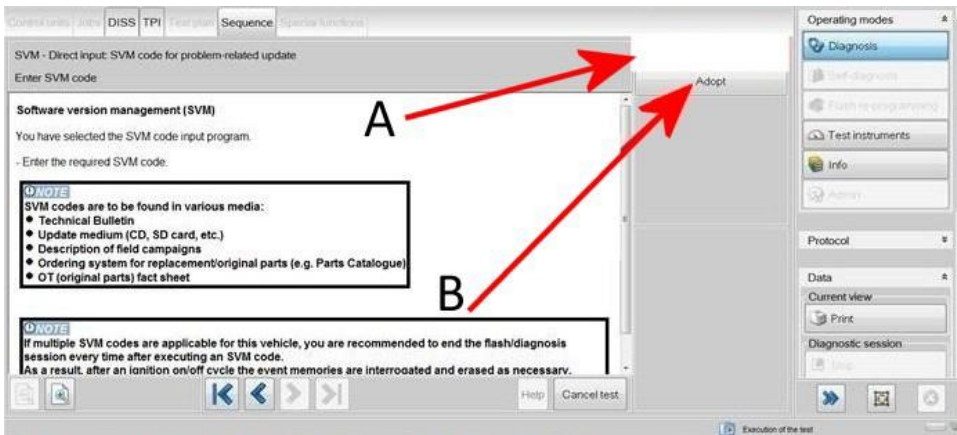 Control units Jobs DISS TPI Test plan Sequence Special functions
SVM - Direct input: SVM code for problem-related update
Enter SVM code
Software version management (SVM)
You have selected the SVM code input program.
- Enter the required SVM code.
NOTE
SVM codes are to be found in various media:
• Technical Bulletin
• Update medium (CD, SD card, etc.)
• Description of field campaigns
• Ordering system for replacement/original parts (e.g. Parts Catalogue)
• OT (original parts) fact sheet
NOTE
If multiple SVM codes are applicable for this vehicle, you are recommended to end the flash/diagnosis
session every time after executing an SVM code.
As a result, after an ignition on/off cycle the event memories are interrogated and erased as necessary.
Help
Cancel test
A
B
Adopt
Operating modes
Diagnosis
Self-diagnosis
Flash re-programming
Test instruments
Info
Admin
Protocol
Data
Current view
Print
Diagnostic session
Stop
Execution of the test